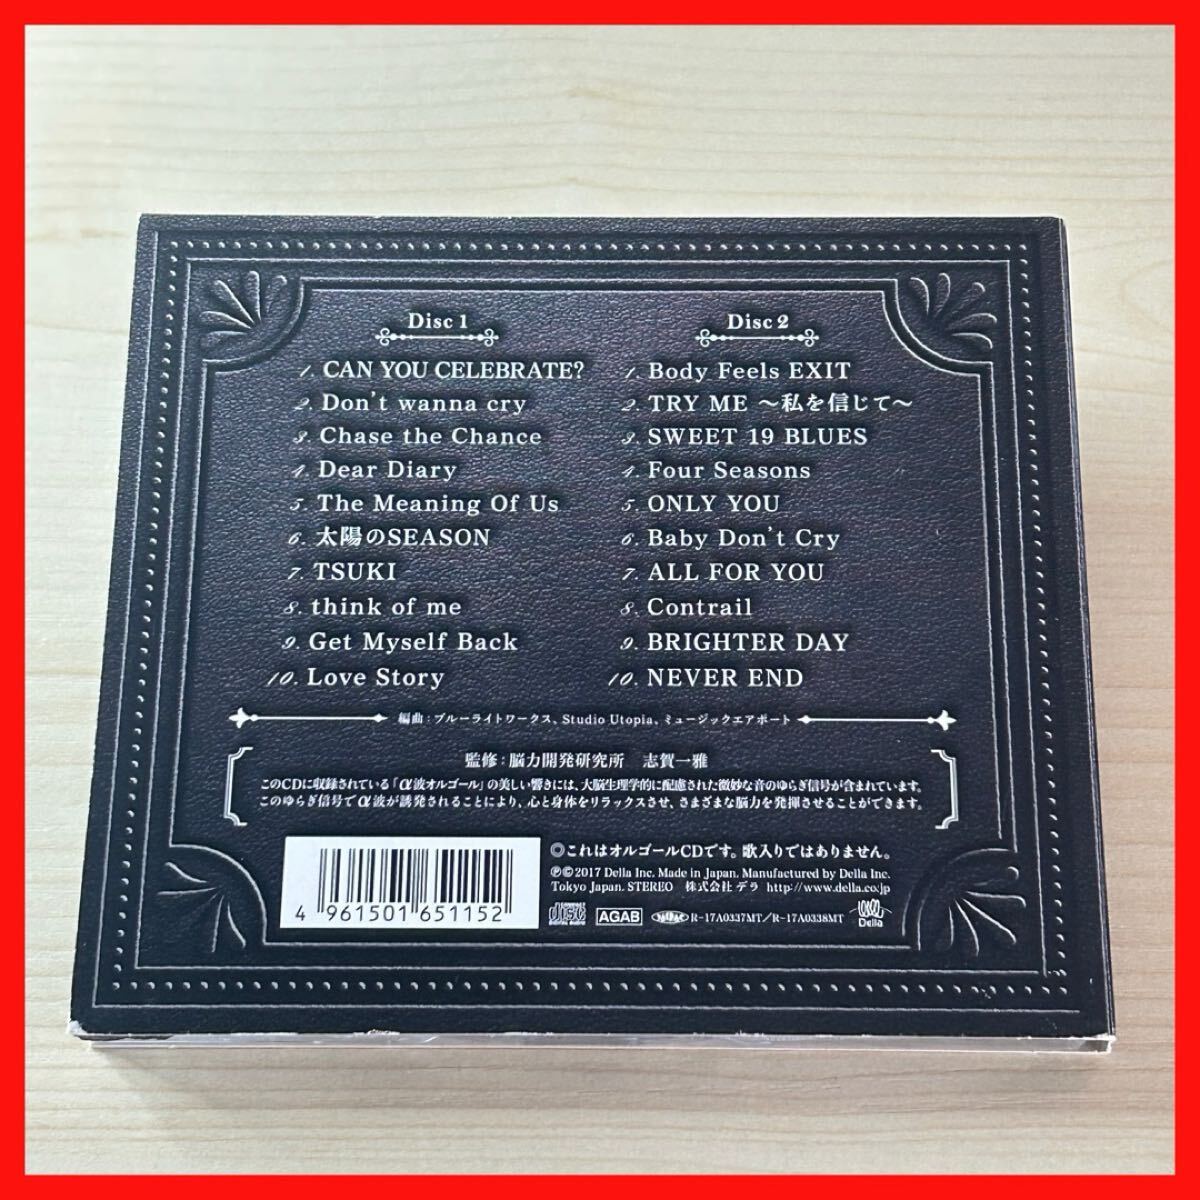 Disc 1
1. CAN YOU CELEBRATE?
2. Don't wanna cry
3. Chase the Chance
4. Dear Diary
5. The Meaning Of Us
6. 太陽のSEASON
7. TSUKI
8. think of me
9. Get Myself Back
10. Love Story
Disc 2
1. Body Feels EXIT
2. TRY ME ～私を信じて～
3. SWEET 19 BLUES
4. Four Seasons
5. ONLY YOU
6. Baby Don't Cry
7. ALL FOR YOU
8. Contrail
9. BRIGHTER DAY
10. NEVER END
編曲：ブルーライトワークス、Studio Utopia、ミュージックエアポート
監修：脳力開発研究所 志賀一雅
このCDに収録されている「α波オルゴール」の美しい響きには、大脳生理学的に配慮された微妙な音のゆらぎ信号が含まれています。
このゆらぎ信号でα波が誘発されることにより、心と身体をリラックスさせ、さまざまな脳力を発揮させることができます。
◎これはオルゴールCDです。歌入りではありません。
Ⓟ©2017 Della Inc. Made in Japan. Manufactured by Della Inc.
Tokyo Japan. STEREO 株式会社 デラ http://www.della.co.jp
4 961501 651152
COMPACT disc DIGITAL AUDIO AGAB R-17A0337MT／R-17A0338MT Della